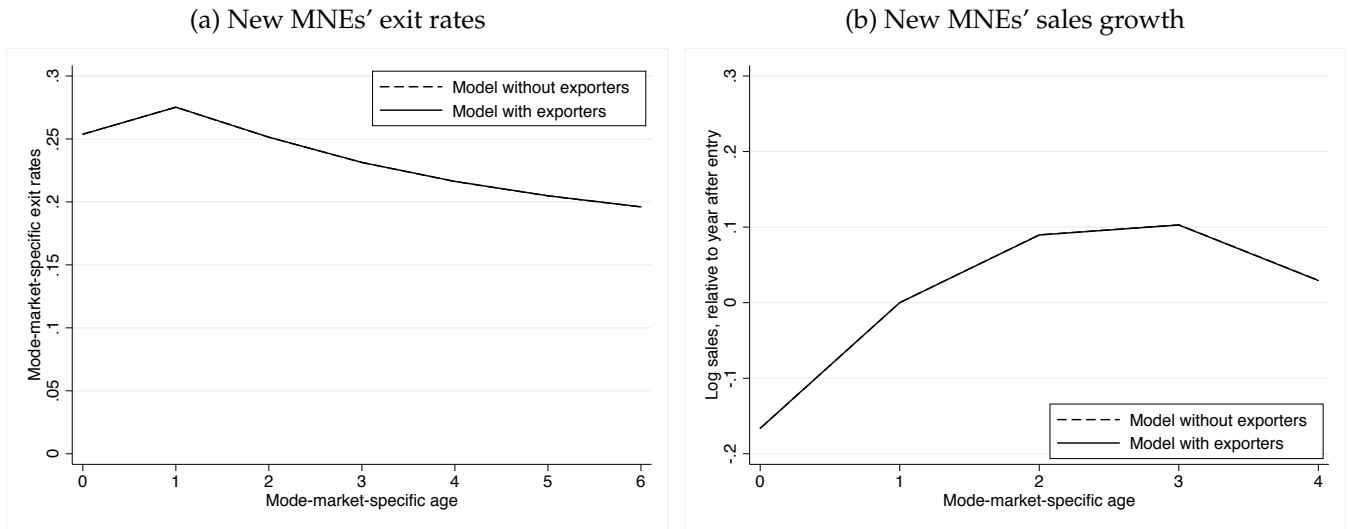 (a) New MNEs’ exit rates
Mode-market-specific exit rates
.3
.25
.2
.15
.1
.05
0
Model without exporters
Model with exporters
0 1 2 3 4 5 6
Mode-market-specific age
(b) New MNEs’ sales growth
Log sales, relative to year after entry
.3
.2
.1
0
-.1
-.2
Model without exporters
Model with exporters
0 1 2 3 4
Mode-market-specific age